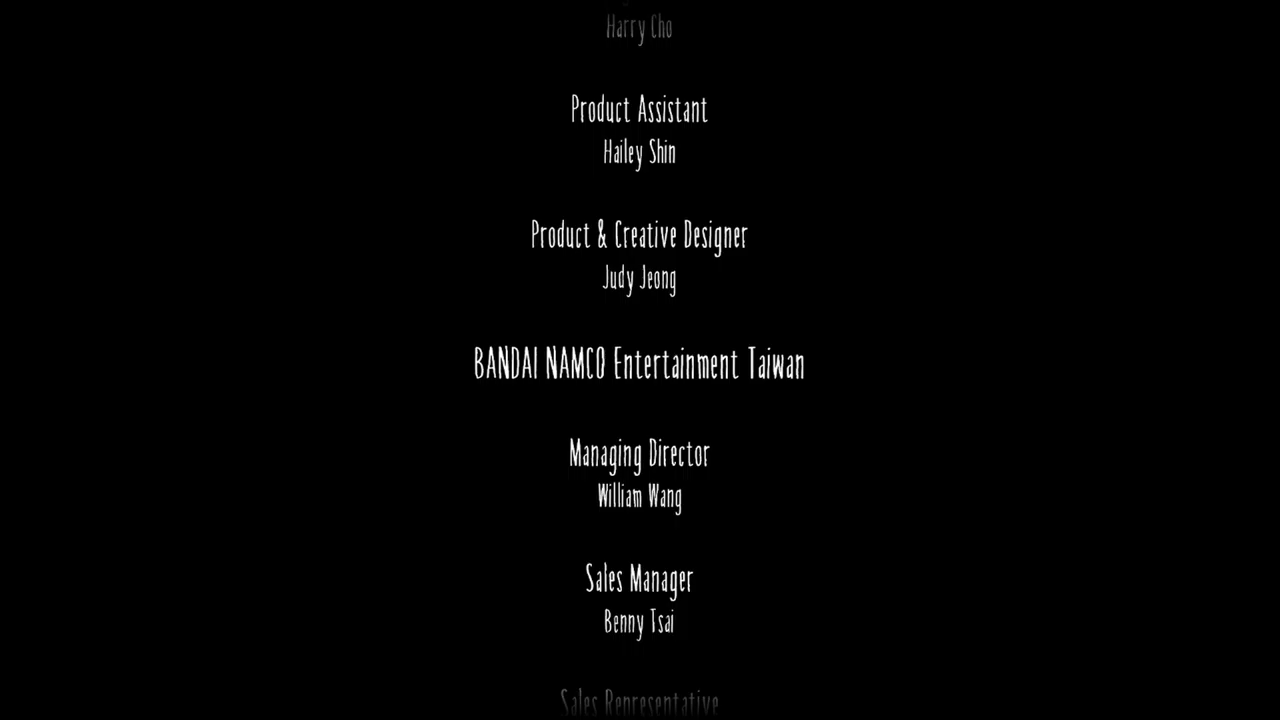 Harry Cho
Product Assistant
Hailey Shin
Product & Creative Designer
Judy Jeong
BANDAI NAMCO Entertainment Taiwan
Managing Director
William Wang
Sales Manager
Benny Tsai
Sales Representative